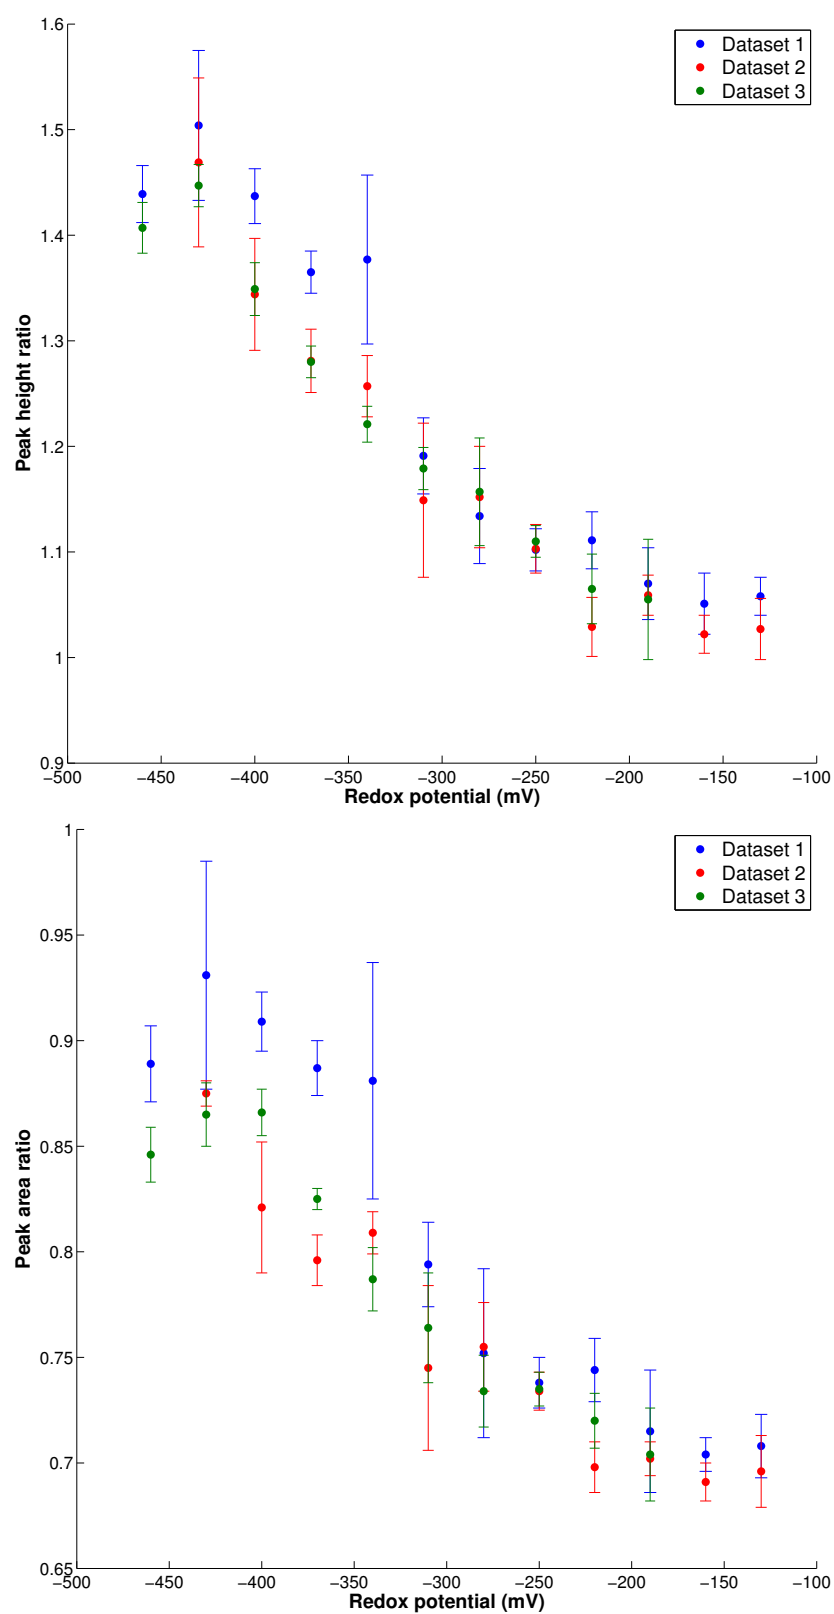 1.6
Dataset 1
Dataset 2
Dataset 3
1.5
1.4
1.3
1.2
1.1
1
0.9
Peak height ratio
−500 −450 −400 −350 −300 −250 −200 −150 −100
Redox potential (mV)
1
Dataset 1
Dataset 2
Dataset 3
0.95
0.9
0.85
0.8
0.75
0.7
0.65
Peak area ratio
−500 −450 −400 −350 −300 −250 −200 −150 −100
Redox potential (mV)